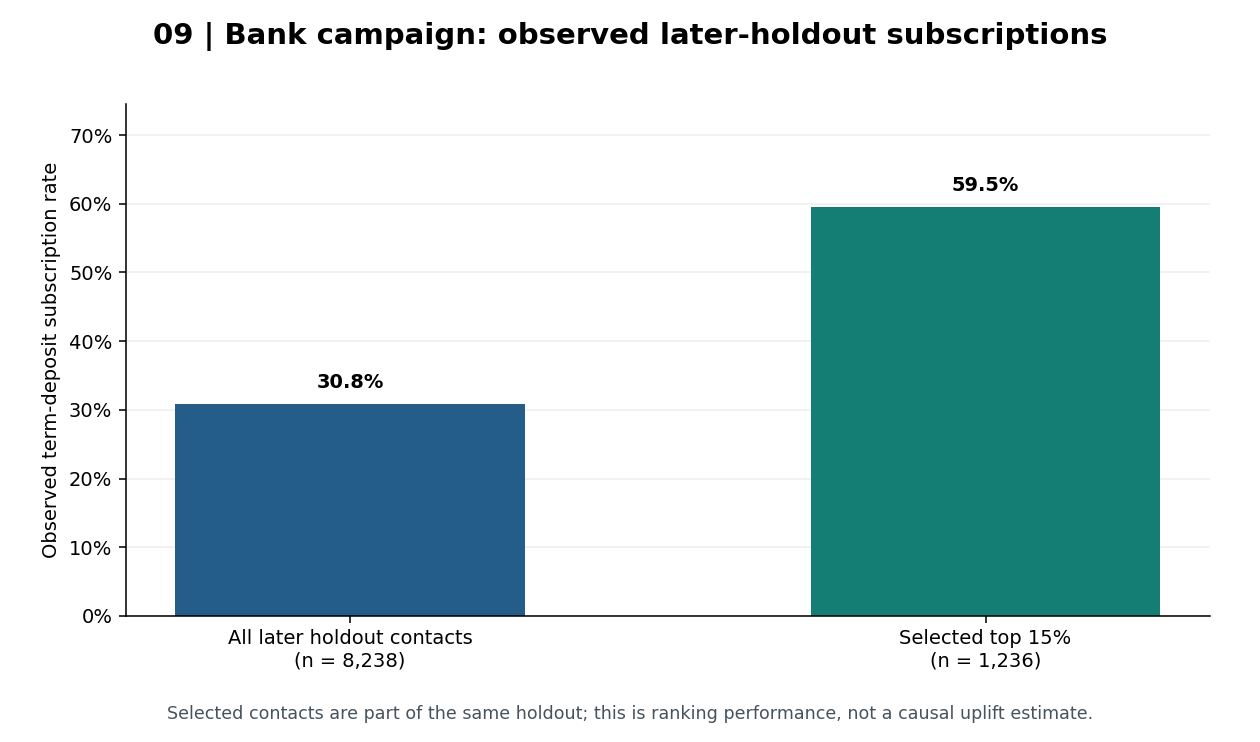 09 | Bank campaign: observed later-holdout subscriptions
Observed term-deposit subscription rate
70%
60%
50%
40%
30%
20%
10%
0%
30.8%
59.5%
All later holdout contacts
(n = 8,238)
Selected top 15%
(n = 1,236)
Selected contacts are part of the same holdout; this is ranking performance, not a causal uplift estimate.